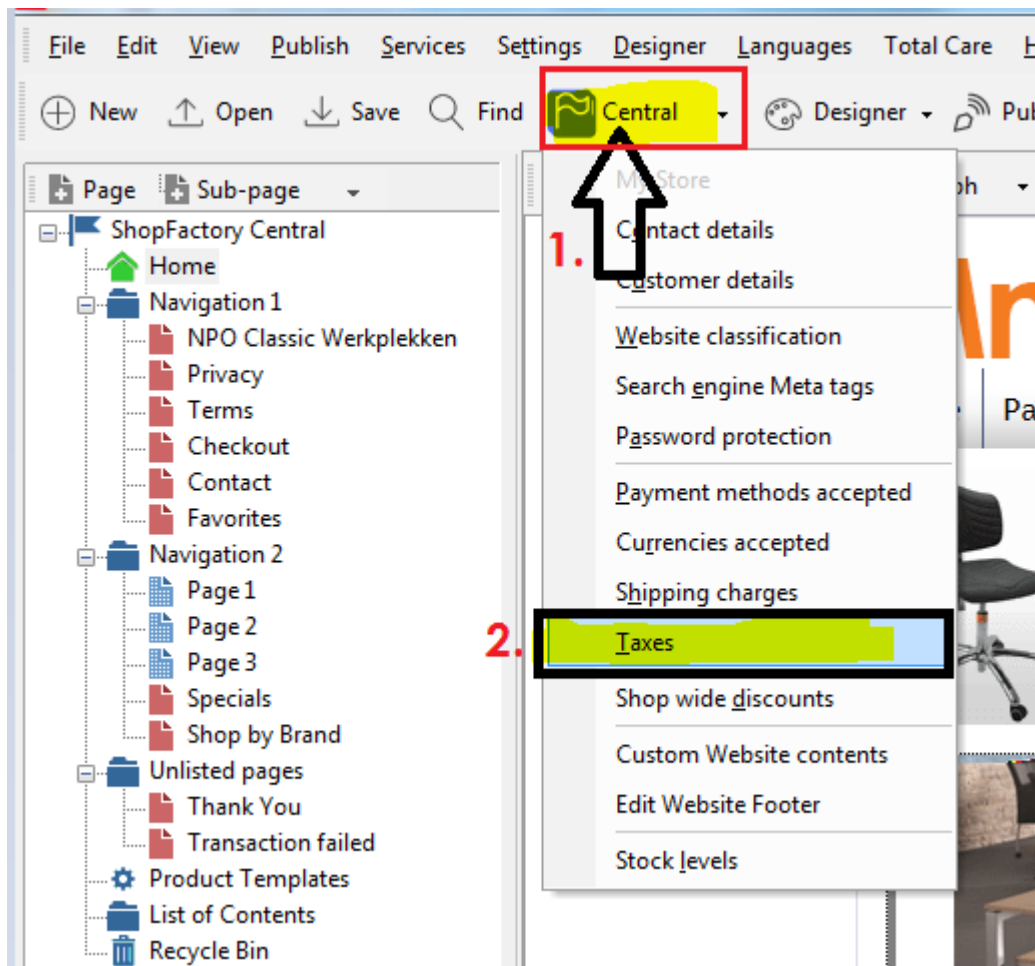 File Edit View Publish Services Settings Designer Languages Total Care
New Open Save Find Central Designer
Page Sub-page
ShopFactory Central
Home
Navigation 1
NPO Classic Werkplekken
Privacy
Terms
Checkout
Contact
Favorites
Navigation 2
Page 1
Page 2
Page 3
Specials
Shop by Brand
Unlisted pages
Thank You
Transaction failed
Product Templates
List of Contents
Recycle Bin
1.
2.
My Store
Contact details
Customer details
Website classification
Search engine Meta tags
Password protection
Payment methods accepted
Currencies accepted
Shipping charges
Taxes
Shop wide discounts
Custom Website contents
Edit Website Footer
Stock levels